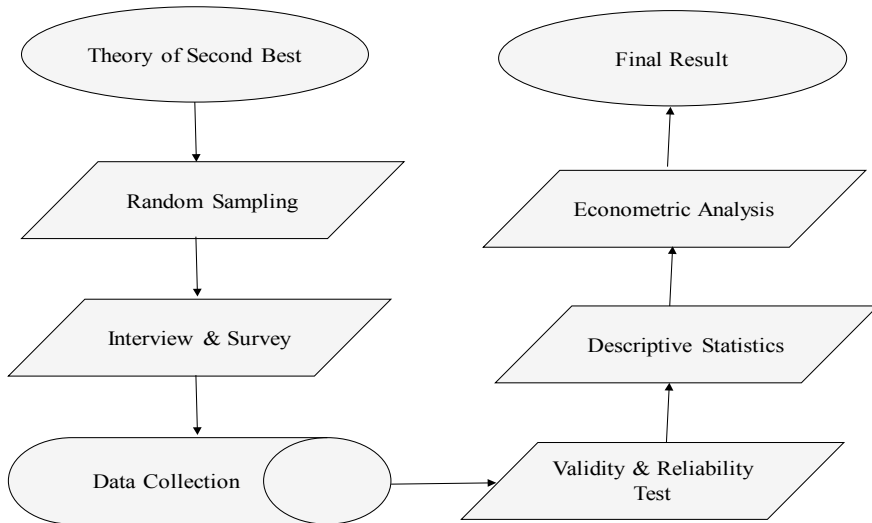 Theory of Second Best
Random Sampling
Interview & Survey
Data Collection
Validity & Reliability
Test
Descriptive Statistics
Econometric Analysis
Final Result